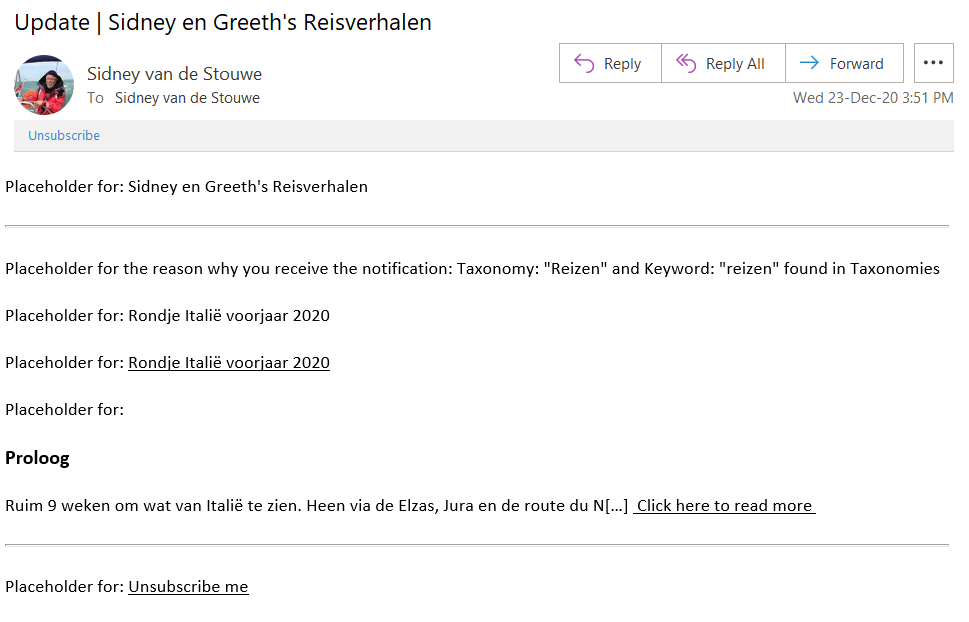 Update | Sidney en Greeth's Reisverhalen
Sidney van de Stouwe
To Sidney van de Stouwe
Reply
Reply All
Forward
Wed 23-Dec-20 3:51 PM
Unsubscribe
Placeholder for: Sidney en Greeth's Reisverhalen
Placeholder for the reason why you receive the notification: Taxonomy: "Reizen" and Keyword: "reizen" found in Taxonomies
Placeholder for: Rondje Italië voorjaar 2020
Placeholder for: Rondje Italië voorjaar 2020
Placeholder for:
Proloog
Ruim 9 weken om wat van Italië te zien. Heen via de Elzas, Jura en de route du N[...] Click here to read more
Placeholder for: Unsubscribe me